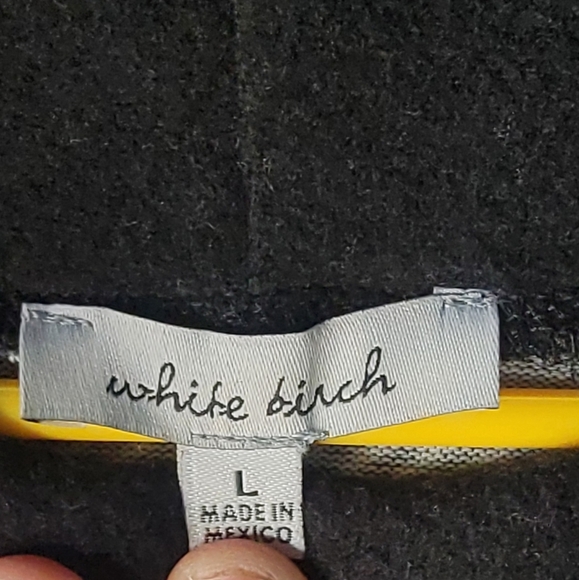 white birch
L
MADE IN
MEXICO